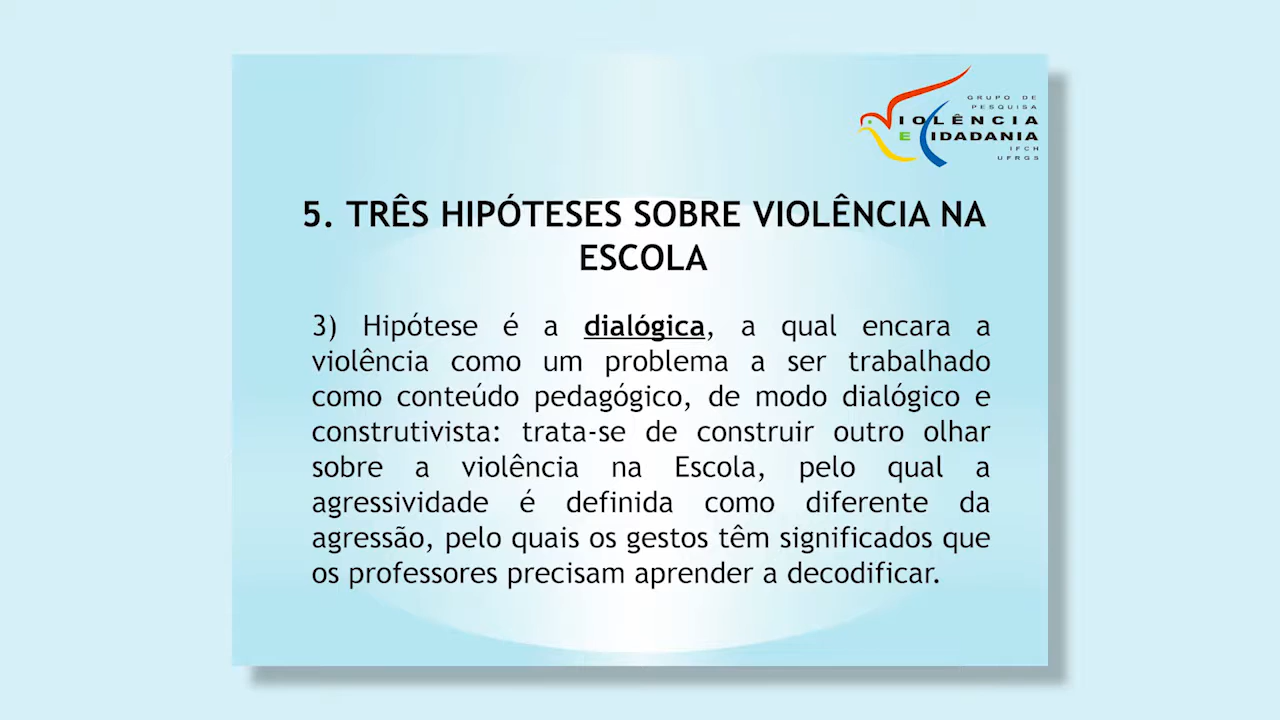 GRUPO DE
PESQUISA
VIOLÊNCIA
E CIDADANIA
IFCH
UFRGS
5. TRÊS HIPÓTESES SOBRE VIOLÊNCIA NA
ESCOLA
3) Hipótese é a dialógica, a qual encara a
violência como um problema a ser trabalhado
como conteúdo pedagógico, de modo dialógico e
construtivista: trata-se de construir outro olhar
sobre a violência na Escola, pelo qual a
agressividade é definida como diferente da
agressão, pelo quais os gestos têm significados que
os professores precisam aprender a decodificar.